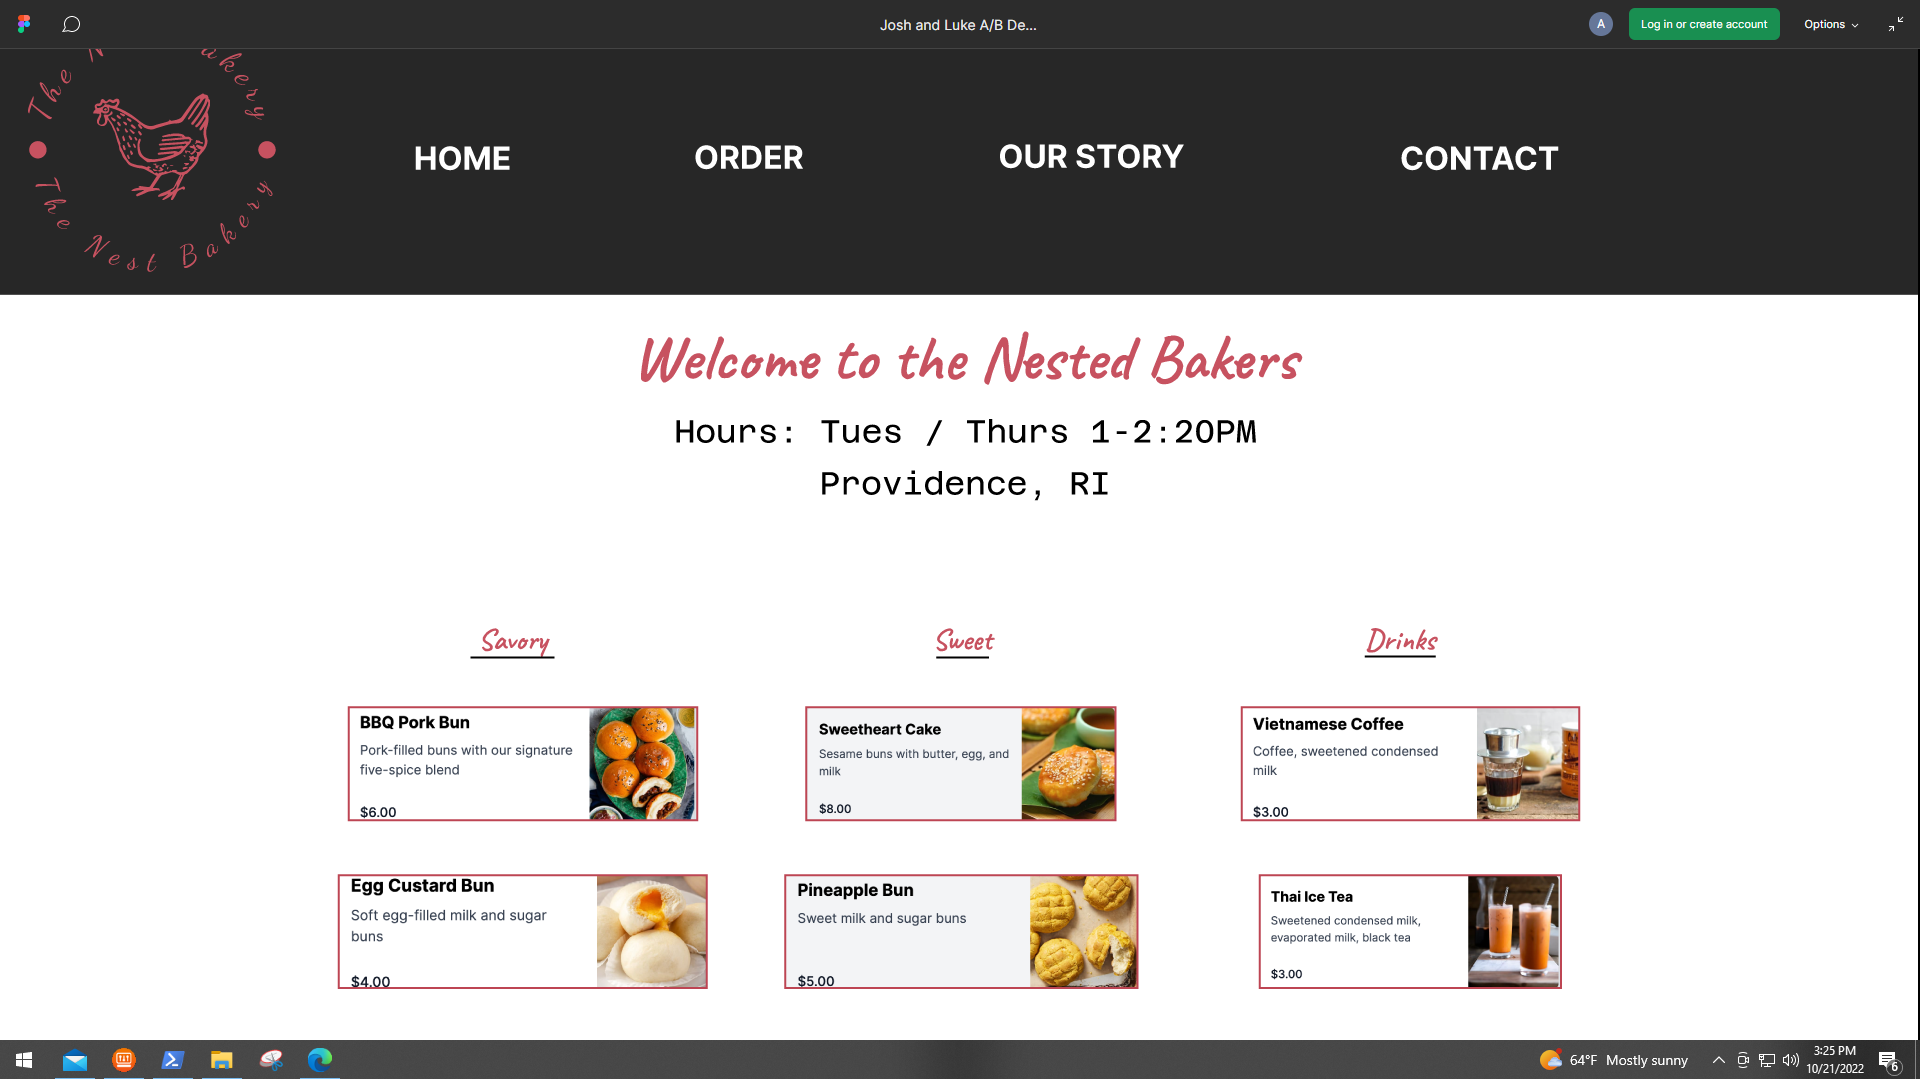 Josh and Luke A/B De...
A
Log in or create account
Options
The N
akery
The Nest Bakery
HOME
ORDER
OUR STORY
CONTACT
Welcome to the Nested Bakers
Hours: Tues / Thurs 1-2:20PM
Providence, RI
Savory
Sweet
Drinks
BBQ Pork Bun
Pork-filled buns with our signature
five-spice blend
$6.00
Sweetheart Cake
Sesame buns with butter, egg, and
milk
$8.00
Vietnamese Coffee
Coffee, sweetened condensed
milk
$3.00
Egg Custard Bun
Soft egg-filled milk and sugar
buns
$4.00
Pineapple Bun
Sweet milk and sugar buns
$5.00
Thai Ice Tea
Sweetened condensed milk,
evaporated milk, black tea
$3.00
64°F Mostly sunny
3:25 PM
10/21/2022
6